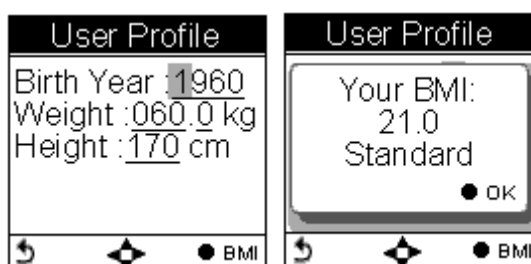 User Profile
Birth Year :1960
Weight :060.0 kg
Height :170 cm
BMI
User Profile
Your BMI:
21.0
Standard
OK
BMI